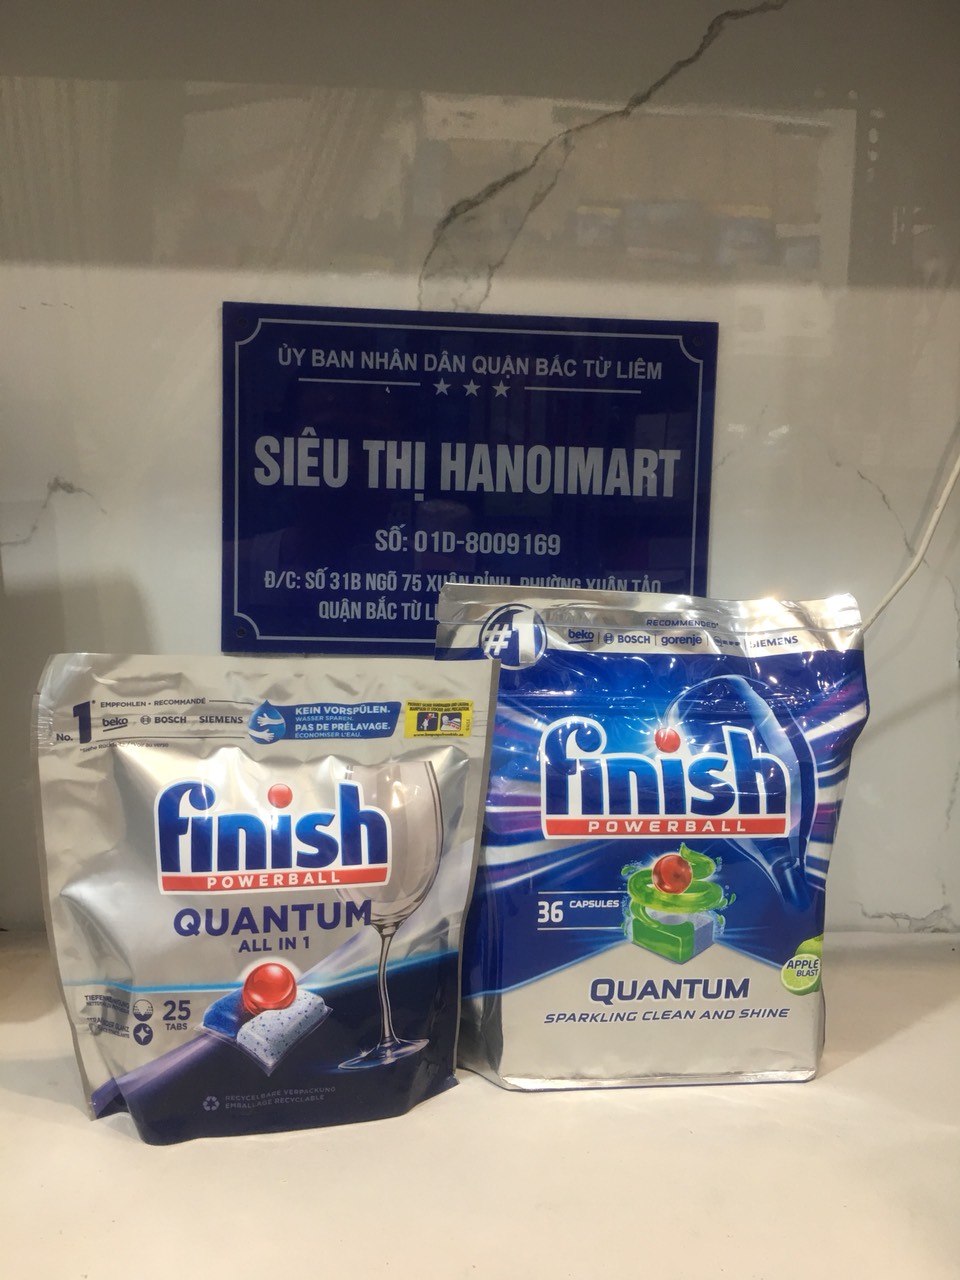 ỦY BAN NHÂN DÂN QUẬN BẮC TỪ LIÊM
SIÊU THỊ HANOIMART
SỐ: 01D-8009169
Đ/C: SỐ 31B NGÕ 75 XUÂN ĐỈNH, PHƯỜNG XUÂN TẢO
QUẬN BẮC TỪ
No. 1*
EMPFOHLEN • RECOMMANDÉ
beko BOSCH SIEMENS
KEIN VORSPÜLEN.
WASSER SPAREN.
PAS DE PRÉLAVAGE.
ÉCONOMISER L'EAU.
finish
POWERBALL
QUANTUM
ALL IN 1
25
TABS
RECYCELBARE VERPACKUNG
EMBALLAGE RECYCLABLE
#1
RECOMMENDED*
beko BOSCH gorenje SIEMENS
finish
POWERBALL
36 CAPSULES
APPLE
BLAST
QUANTUM
SPARKLING CLEAN AND SHINE